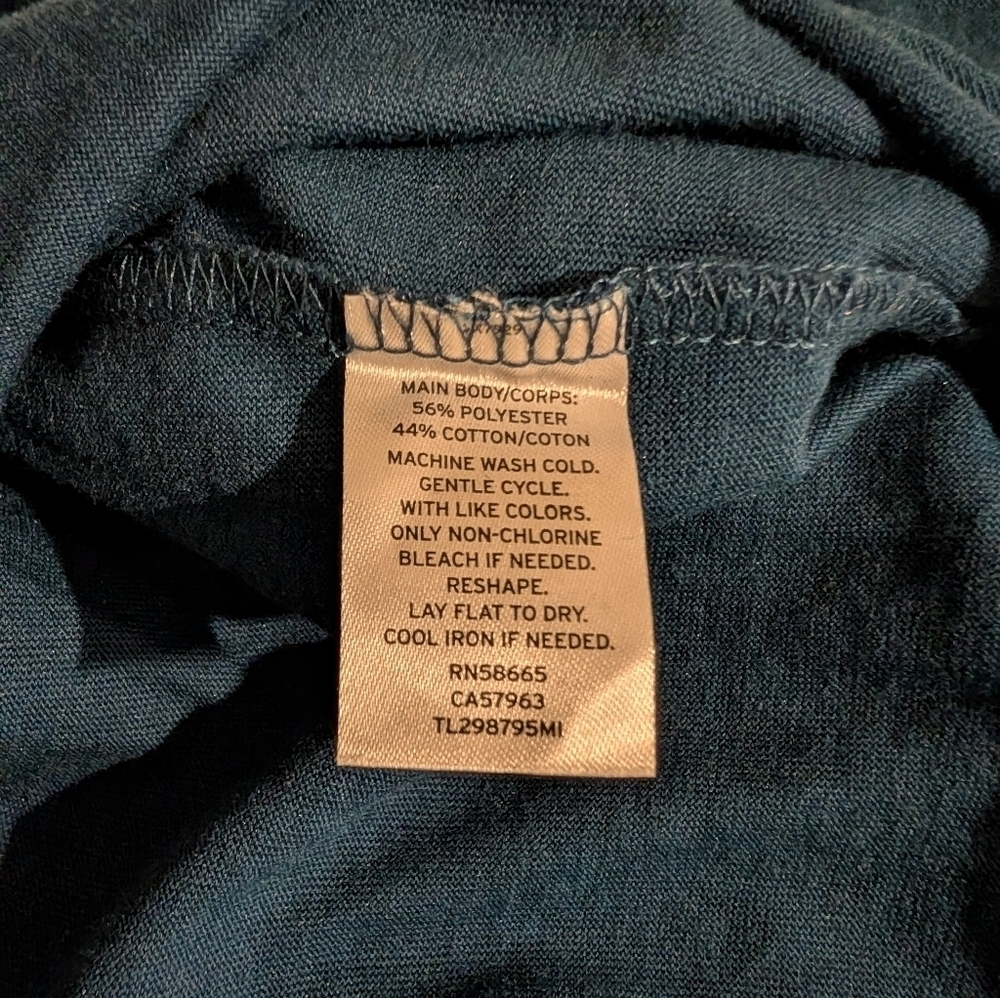 MAIN BODY/CORPS:
56% POLYESTER
44% COTTON/COTON
MACHINE WASH COLD.
GENTLE CYCLE.
WITH LIKE COLORS.
ONLY NON-CHLORINE
BLEACH IF NEEDED.
RESHAPE.
LAY FLAT TO DRY.
COOL IRON IF NEEDED.
RN58665
CA57963
TL298795MI